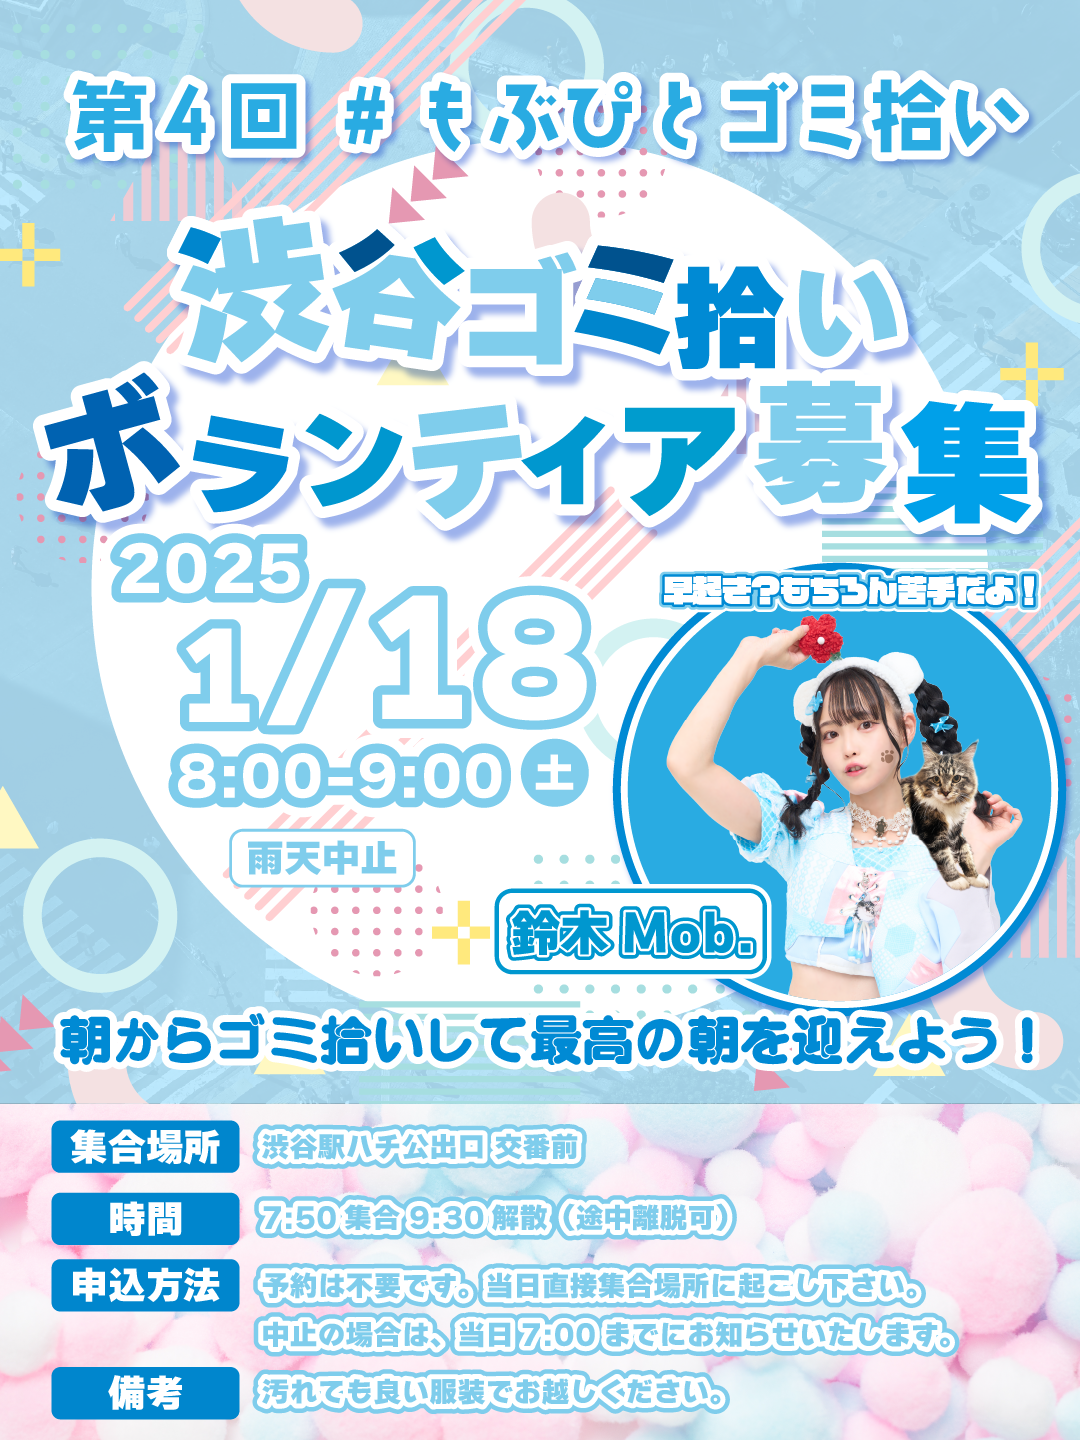 第4回 #もぶぴとゴミ拾い
渋谷ゴミ拾い
ボランティア募集
2025
1/18
8:00-9:00 土
雨天中止
早起き?もちろん苦手だよ!
鈴木Mob.
朝からゴミ拾いして最高の朝を迎えよう!
集合場所 渋谷駅ハチ公出口 交番前
時間 7:50集合 9:30解散(途中離脱可)
申込方法 予約は不要です。当日直接集合場所に起こし下さい。
中止の場合は、当日7:00までにお知らせいたします。
備考 汚れても良い服装でお越しください。